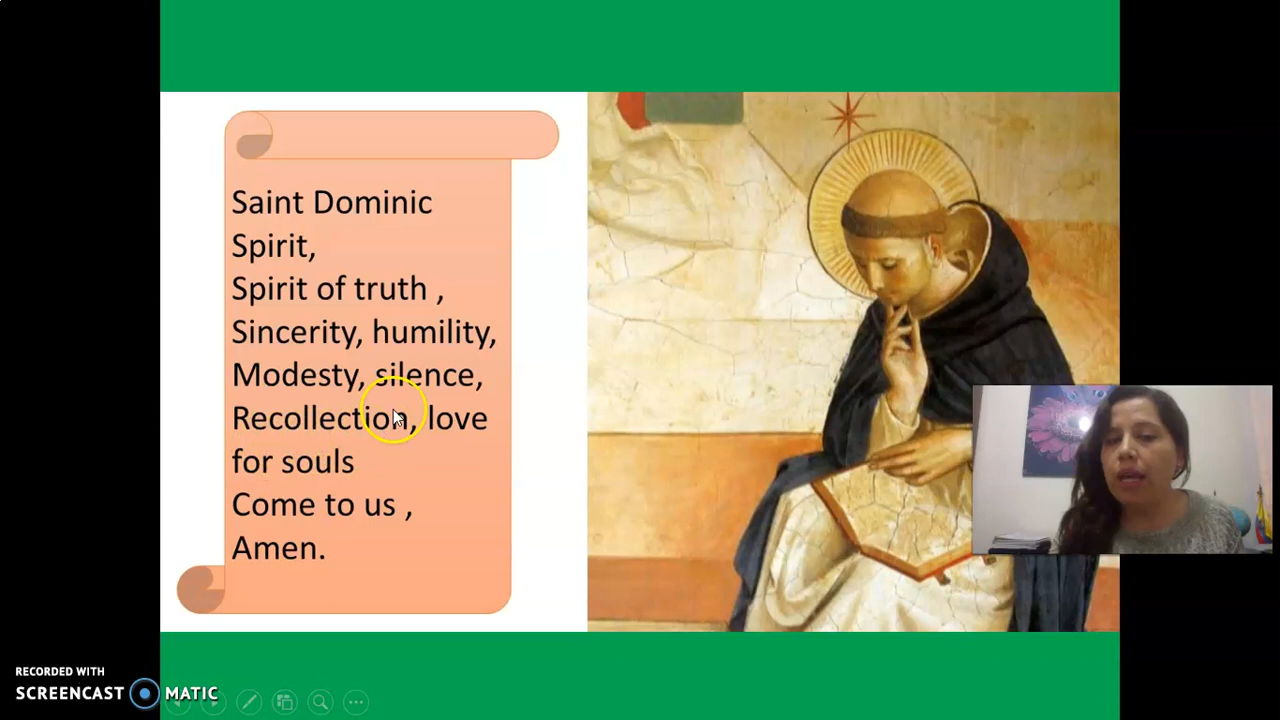 Saint Dominic
Spirit,
Spirit of truth ,
Sincerity, humility,
Modesty, silence,
Recollection, love
for souls
Come to us ,
Amen.
RECORDED WITH
SCREENCAST MATIC